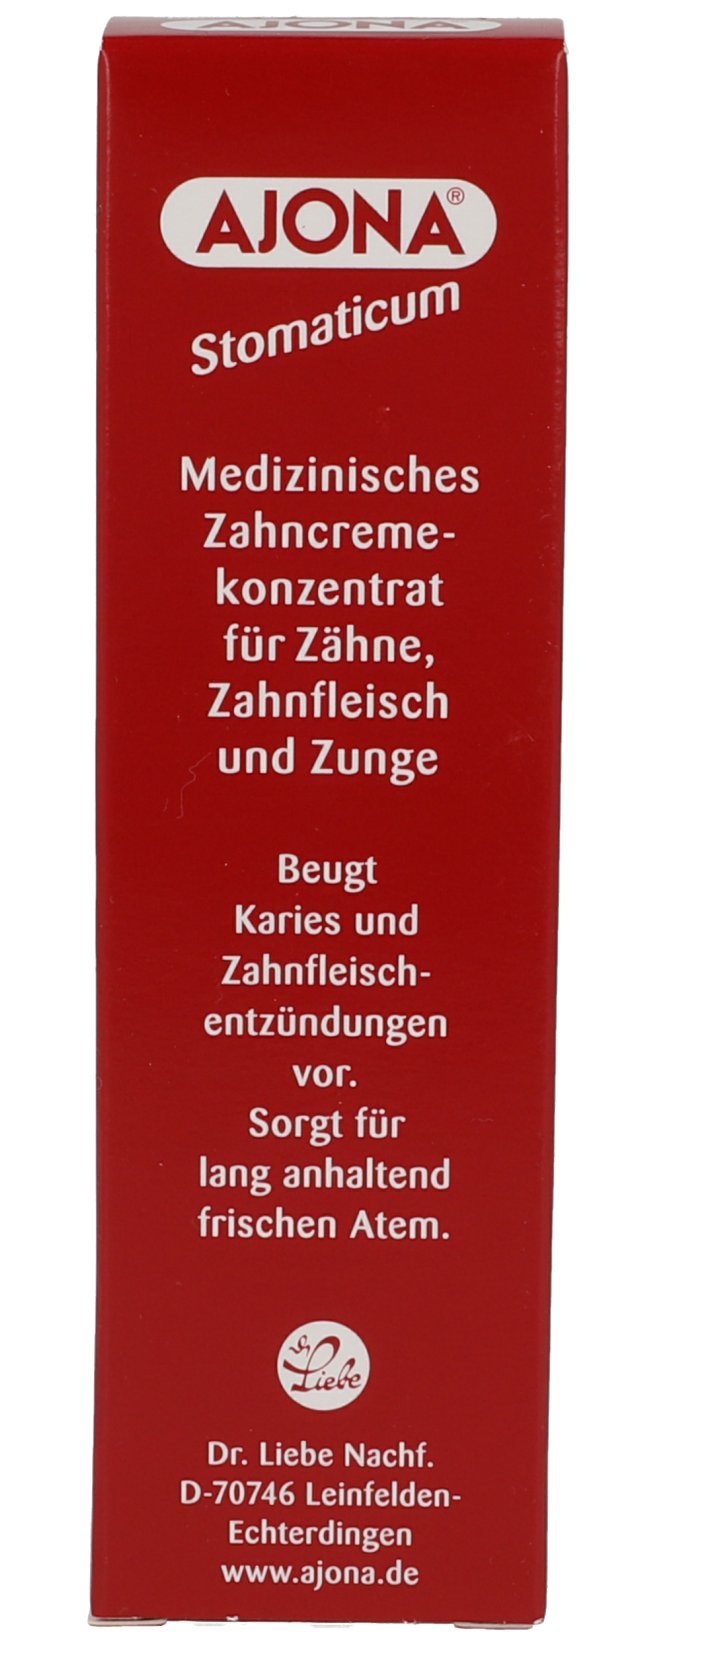 AJONA
AJONA®
Stomaticum
Medizinisches
Zahncreme-
konzentrat
für Zähne,
Zahnfleisch
und Zunge
Beugt
Karies und
Zahnfleisch-
entzündungen
vor.
Sorgt für
lang anhaltend
frischen Atem.
Dr Liebe
Dr. Liebe Nachf.
D-70746 Leinfelden-
Echterdingen
www.ajona.de